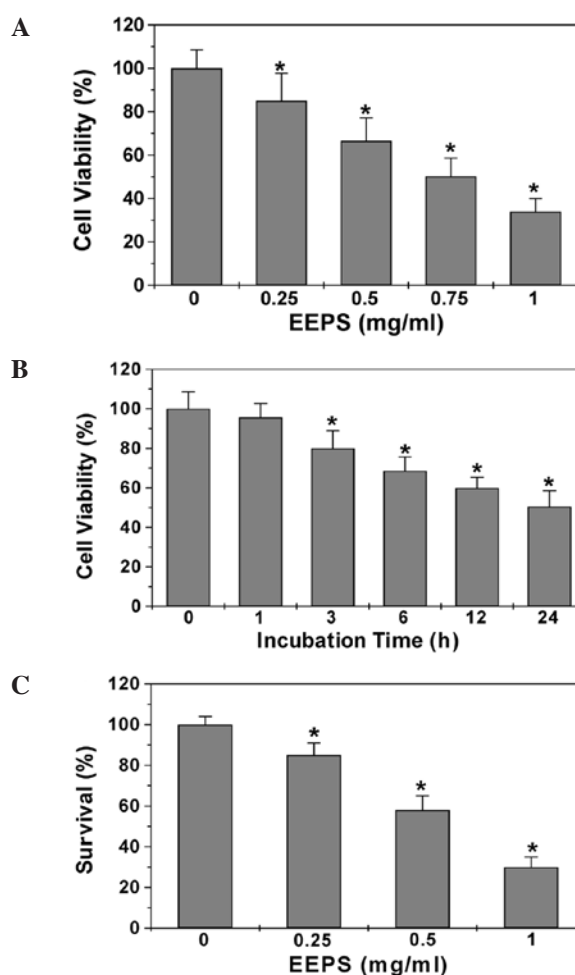 A
120
100
80
60
40
20
0
Cell Viability (%)
* * * *
0 0.25 0.5 0.75 1
EEPS (mg/ml)
B
120
100
80
60
40
20
0
Cell Viability (%)
* * * *
0 1 3 6 12 24
Incubation Time (h)
C
120
100
80
60
40
20
0
Survival (%)
* * *
0 0.25 0.5 1
EEPS (mg/ml)